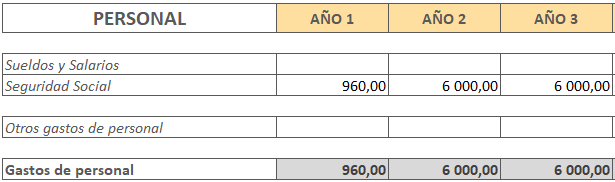 PERSONAL AÑO 1 AÑO 2 AÑO 3
Sueldos y Salarios
Seguridad Social 960,00 6 000,00 6 000,00
Otros gastos de personal
Gastos de personal 960,00 6 000,00 6 000,00